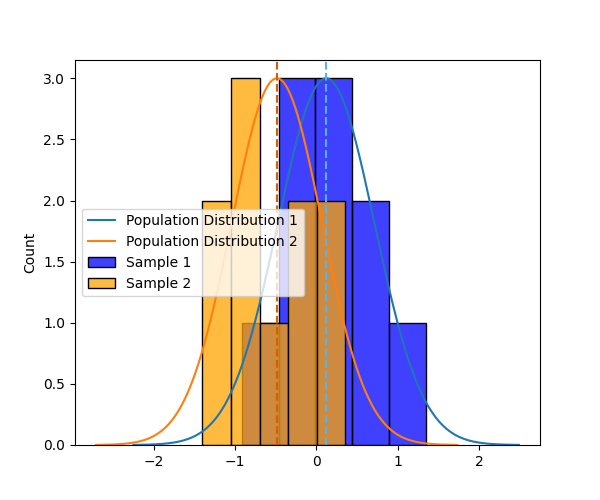 3.0
2.5
2.0
1.5
1.0
0.5
0.0
Count
Population Distribution 1
Population Distribution 2
Sample 1
Sample 2
−2
−1
0
1
2